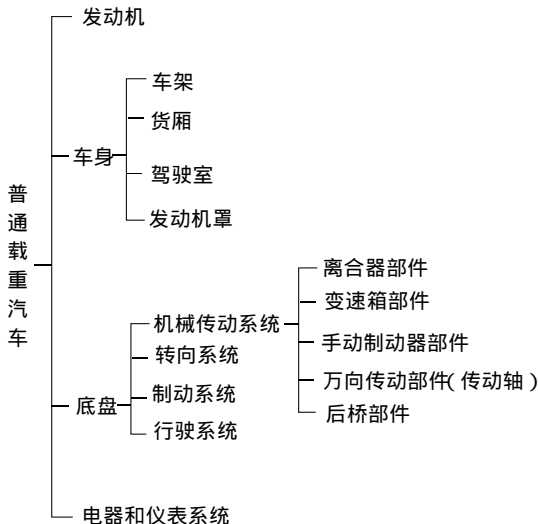 普通载重汽车
发动机
车身
车架
货厢
驾驶室
发动机罩
底盘
机械传动系统
离合器部件
变速箱部件
手动制动器部件
万向传动部件(传动轴)
后桥部件
转向系统
制动系统
行驶系统
电器和仪表系统